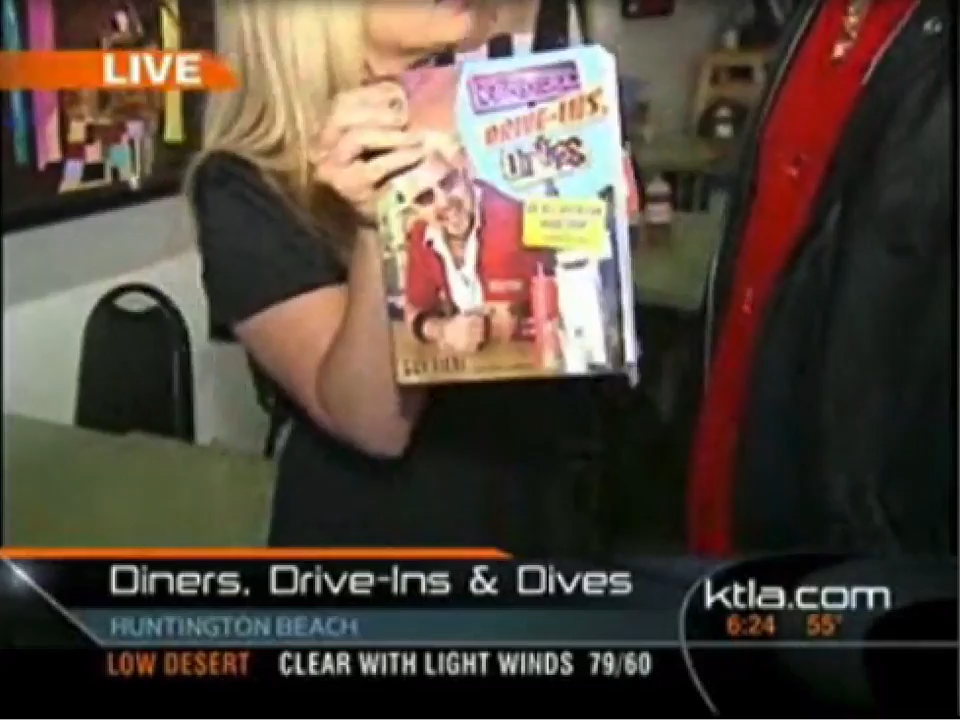 LIVE
DRIVE-INS,
Diners, Drive-Ins & Dives
ktla.com
HUNTINGTON BEACH
6:24 55°
LOW DESERT CLEAR WITH LIGHT WINDS 79/60